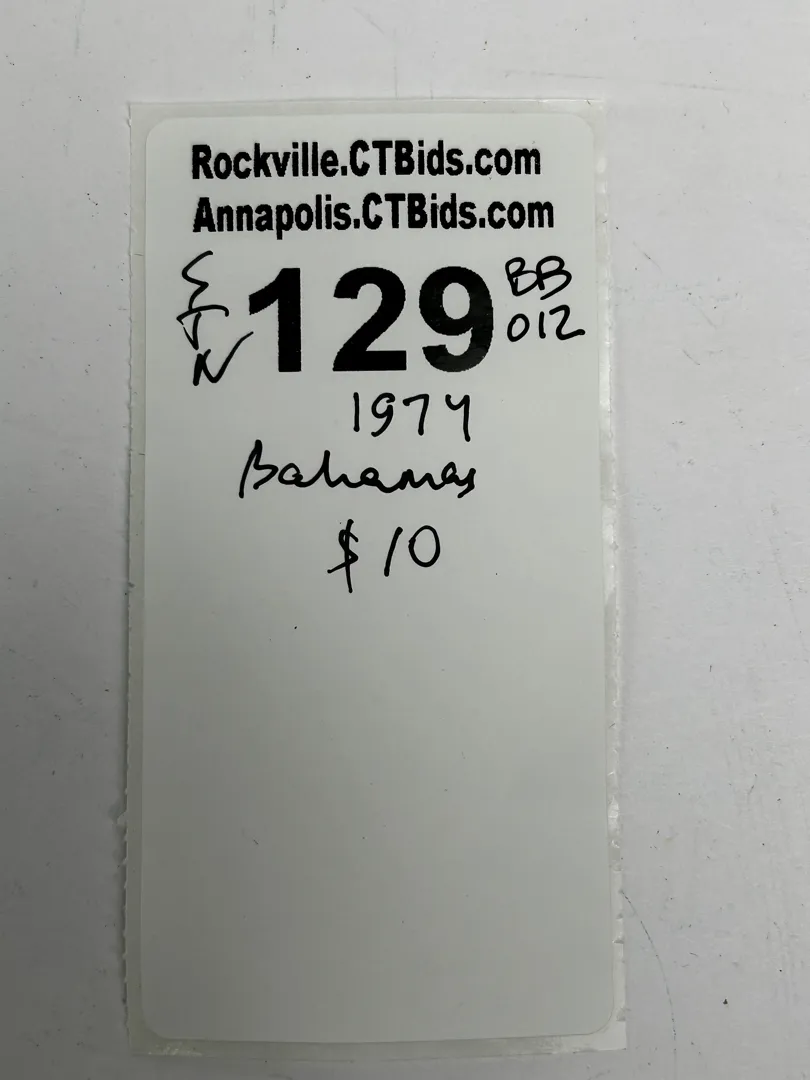 Rockville.CTBids.com
Annapolis.CTBids.com
129
BB
012
1974
Bahamas
$10